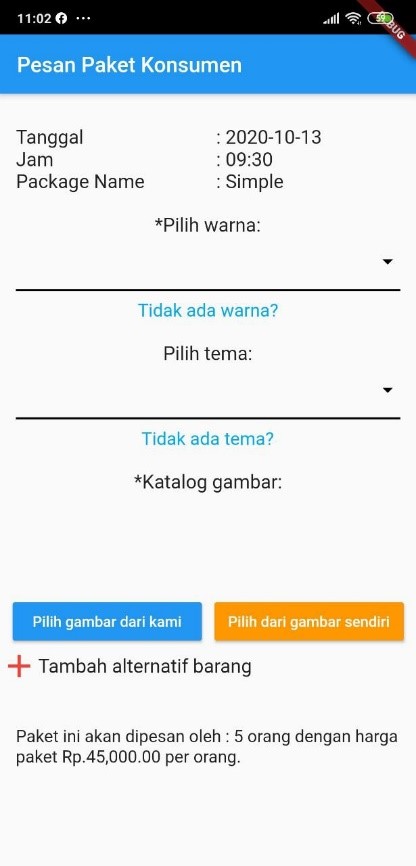 11:02
59
BUG
Pesan Paket Konsumen
Tanggal : 2020-10-13
Jam : 09:30
Package Name : Simple
*Pilih warna:
Tidak ada warna?
Pilih tema:
Tidak ada tema?
*Katalog gambar:
Pilih gambar dari kami
Pilih dari gambar sendiri
Tambah alternatif barang
Paket ini akan dipesan oleh : 5 orang dengan harga
paket Rp.45,000.00 per orang.